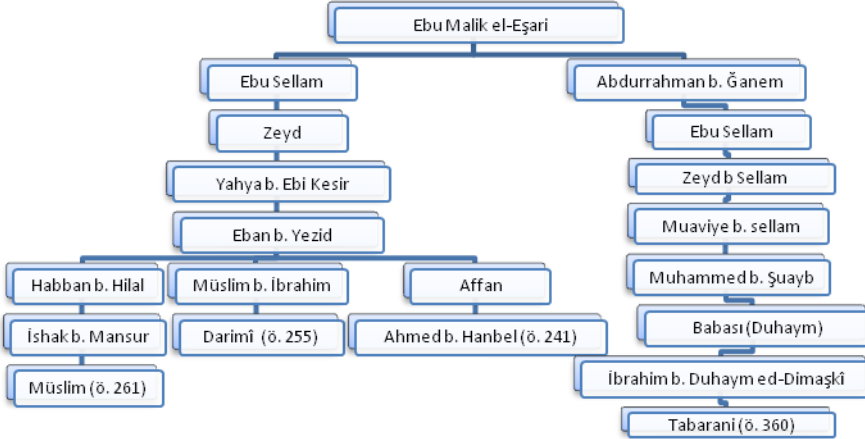 Ebu Malik el-Eşari
Ebu Sellam
Abdurrahman b. Ğanem
Zeyd
Ebu Sellam
Yahya b. Ebi Kesir
Zeyd b Sellam
Eban b. Yezid
Muaviye b. sellam
Habban b. Hilal
Müslim b. İbrahim
Affan
Muhammed b. Şuayb
İshak b. Mansur
Darimî (ö. 255)
Ahmed b. Hanbel (ö. 241)
Babası (Duhaym)
Müslim (ö. 261)
İbrahim b. Duhaym ed-Dimaşkî
Tabarani (ö. 360)